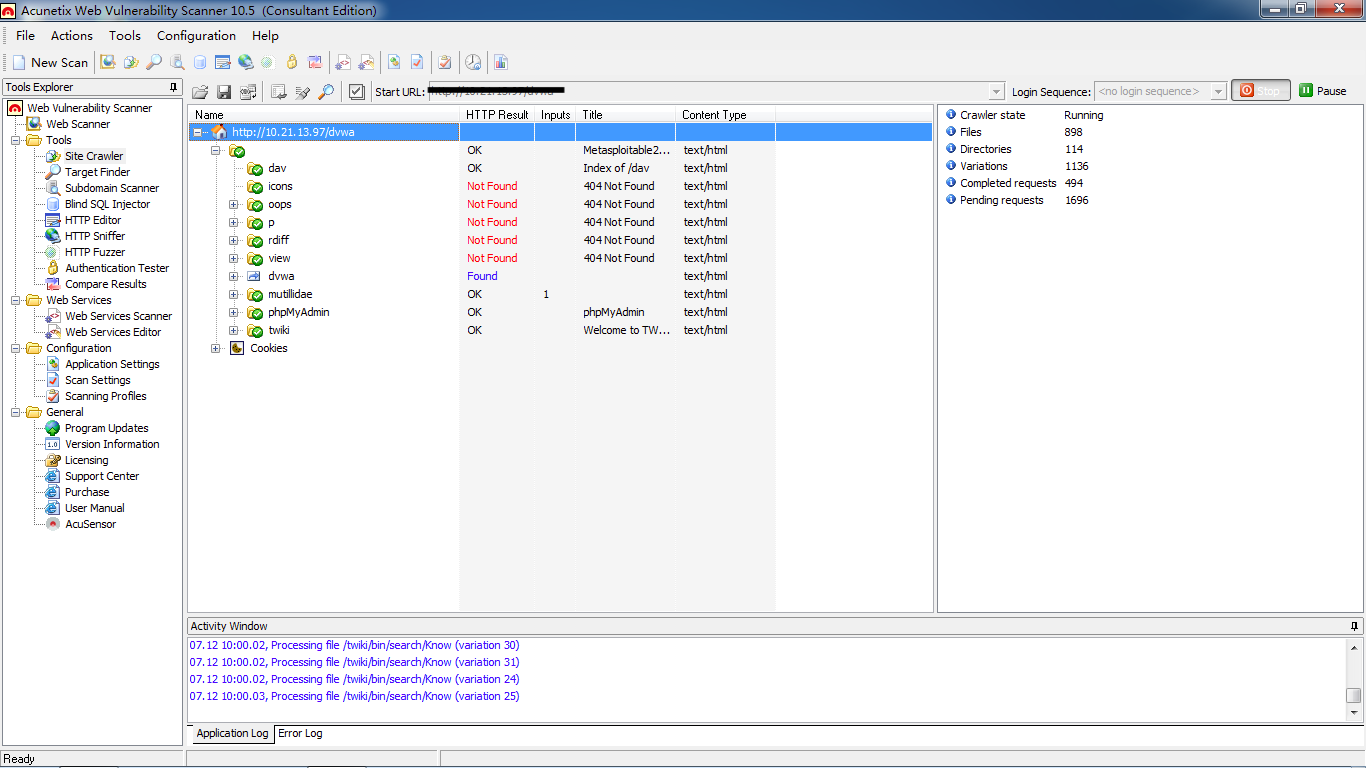 Acunetix Web Vulnerability Scanner 10.5 (Consultant Edition)
File Actions Tools Configuration Help
New Scan
Tools Explorer
Web Vulnerability Scanner
Web Scanner
Tools
Site Crawler
Target Finder
Subdomain Scanner
Blind SQL Injector
HTTP Editor
HTTP Sniffer
HTTP Fuzzer
Authentication Tester
Compare Results
Web Services
Web Services Scanner
Web Services Editor
Configuration
Application Settings
Scan Settings
Scanning Profiles
General
Program Updates
1.0 Version Information
Licensing
Support Center
Purchase
User Manual
AcuSensor
Start URL: Login Sequence: <no login sequence> Stop Pause
Name HTTP Result Inputs Title Content Type
http://10.21.13.97/dvwa
OK Metasploitable2... text/html
dav OK Index of /dav text/html
icons Not Found 404 Not Found text/html
oops Not Found 404 Not Found text/html
p Not Found 404 Not Found text/html
rdiff Not Found 404 Not Found text/html
view Not Found 404 Not Found text/html
dvwa Found text/html
mutillidae OK 1 text/html
phpMyAdmin OK phpMyAdmin text/html
twiki OK Welcome to TW... text/html
Cookies
Crawler state Running
Files 898
Directories 114
Variations 1136
Completed requests 494
Pending requests 1696
Activity Window
07.12 10:00.02, Processing file /twiki/bin/search/Know (variation 30)
07.12 10:00.02, Processing file /twiki/bin/search/Know (variation 31)
07.12 10:00.02, Processing file /twiki/bin/search/Know (variation 24)
07.12 10:00.03, Processing file /twiki/bin/search/Know (variation 25)
Application Log Error Log
Ready